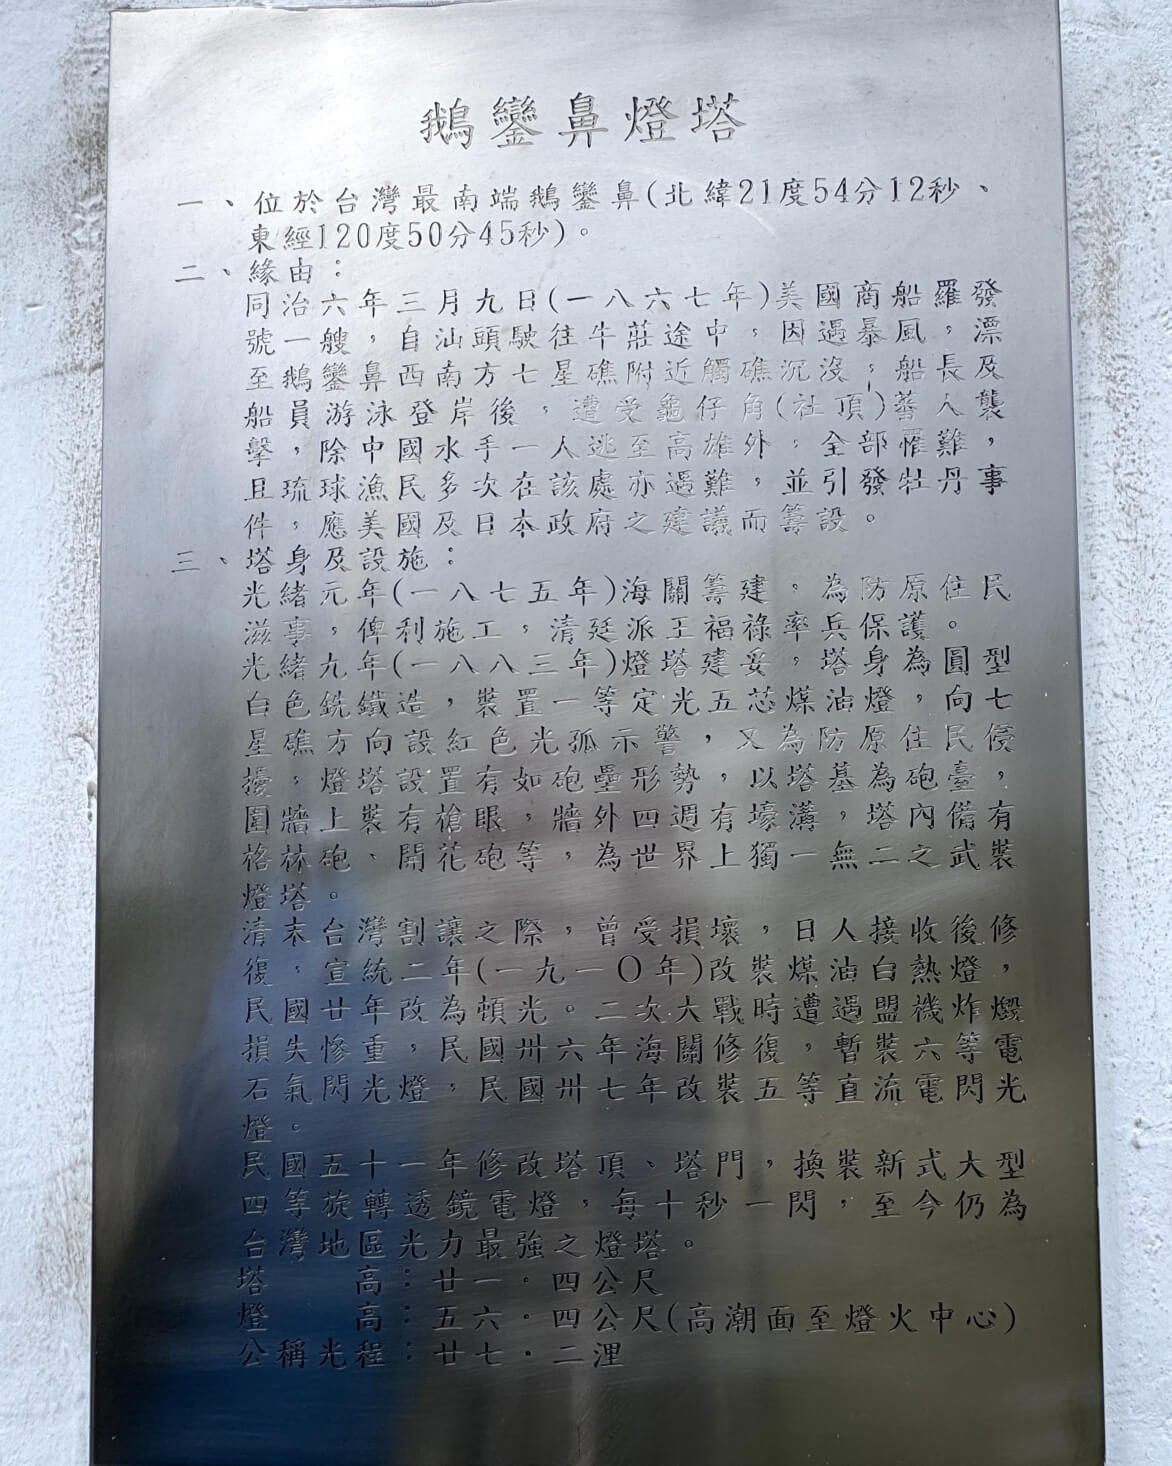 鵝鑾鼻燈塔
一、位於台灣最南端鵝鑾鼻(北緯21度54分12秒、
東經120度50分45秒)。
二、緣由：
同治六年三月九日(一八六七年)美國商船羅發
號一艘，自汕頭駛往牛莊途中，因遇暴風，漂
至鵝鑾鼻西南方七星礁附近觸礁沉沒，船長及
船員游泳登岸後，遭受龜仔角(社頂)蕃人襲
擊，除中國水手一人逃至高雄外，全部罹難，
且琉球漁民多次在該處亦遇難，並引發牡丹事
件，應美國及日本政府之建議而籌設。
三、塔身及設施：
光緒元年(一八七五年)海關籌建，為防原住民
滋事，俾利施工，清廷派王福祿率兵保護。
光緒九年(一八八三年)燈塔建妥，塔身為圓型
白色銑鐵造，裝置一等定光五芯煤油燈，向七
星礁方向設紅色光弧示警，又為防原住民侵
擾，燈塔設置有如砲壘形勢，以塔基為砲臺，
圍牆上裝有槍眼，牆外四週有壕溝，塔內備有
格林砲、開花砲等，為世界上獨一無二之武裝
燈塔。
清末台灣割讓之際，曾受損壞，日人接收後修
復，宣統二年(一九一〇年)改裝煤油白熱燈，
民國廿年改為頓光。二次大戰時遭遇盟機炸燬
損失慘重，民國卅六年海關修復，暫裝六等電
石氣閃光燈，民國卅七年改裝五等直流電閃光
燈。
民國五十一年修改塔頂、塔門，換裝新式大型
四等旋轉透鏡電燈，每十秒一閃，至今仍為
台灣地區光力最強之燈塔。
塔　　高：廿一．四公尺
燈　　高：五六．四公尺(高潮面至燈火中心)
公稱光程：廿七．二浬